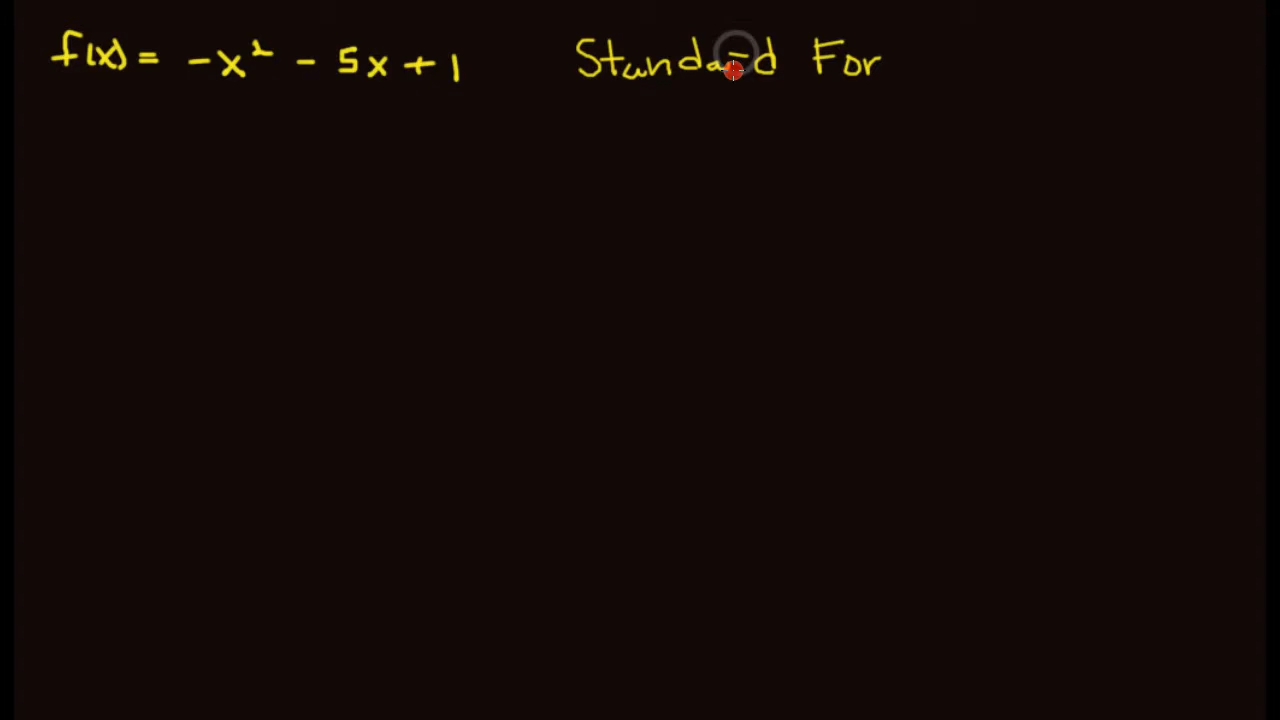 f(x) = -x² - 5x + 1 Standard For